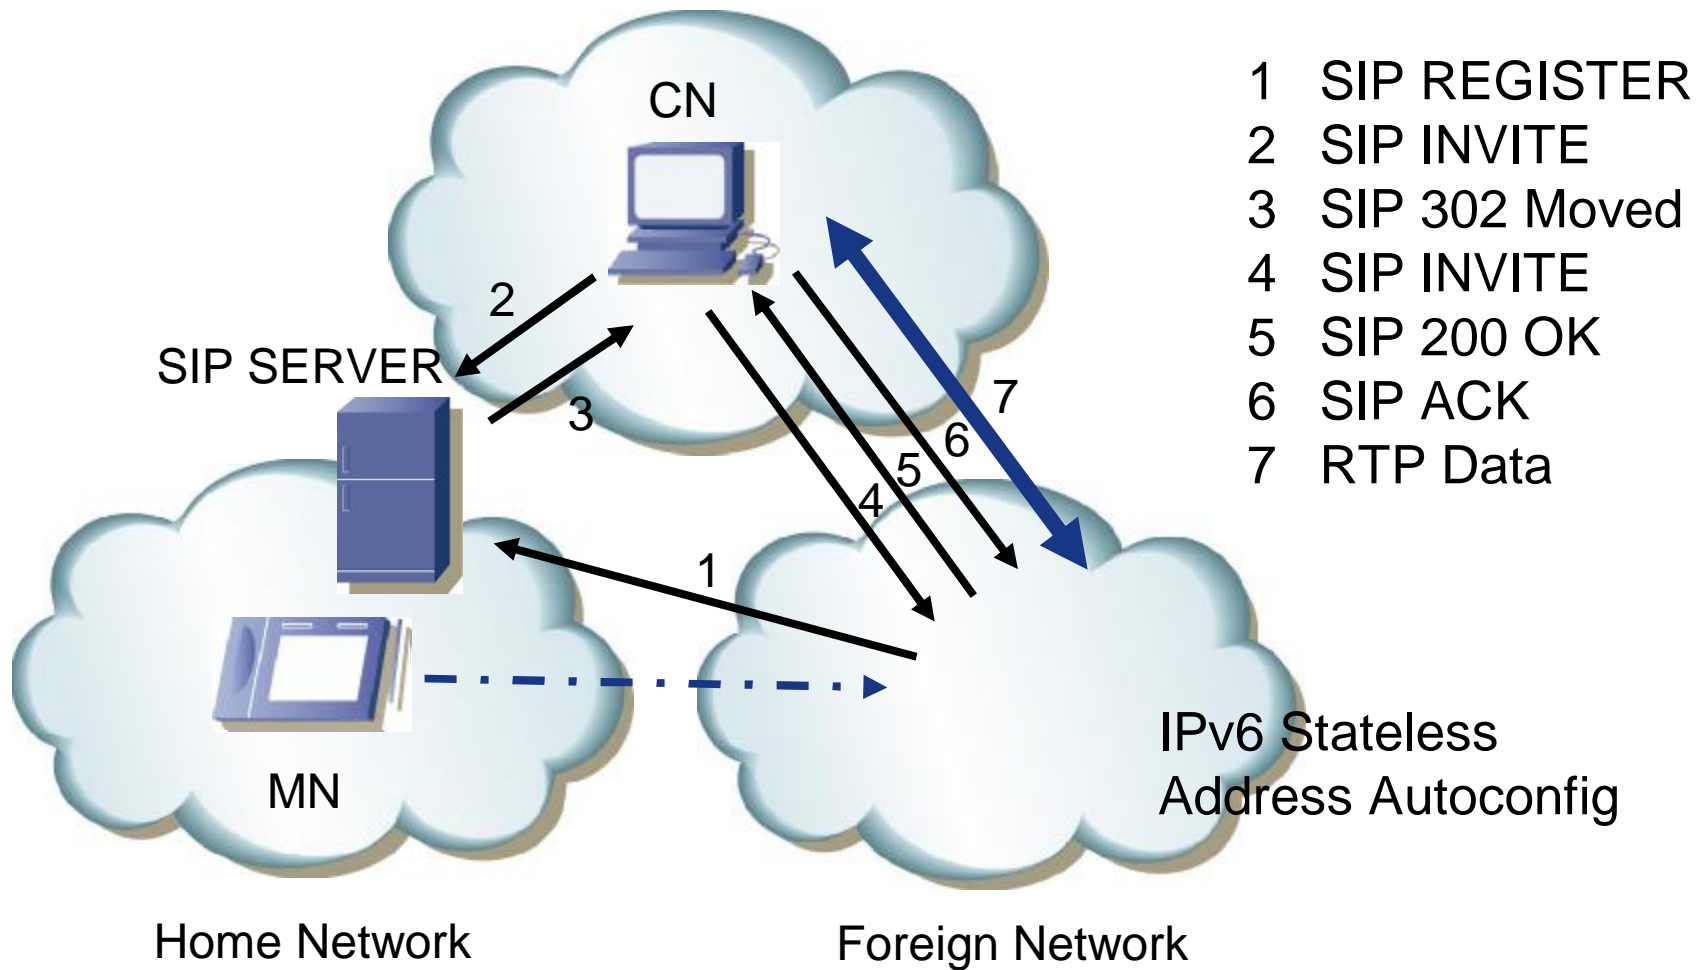 CN
1 SIP REGISTER
2 SIP INVITE
3 SIP 302 Moved
4 SIP INVITE
5 SIP 200 OK
6 SIP ACK
7 RTP Data
2
SIP SERVER
3
7
6
5
4
1
IPv6 Stateless
Address Autoconfig
MN
Home Network
Foreign Network